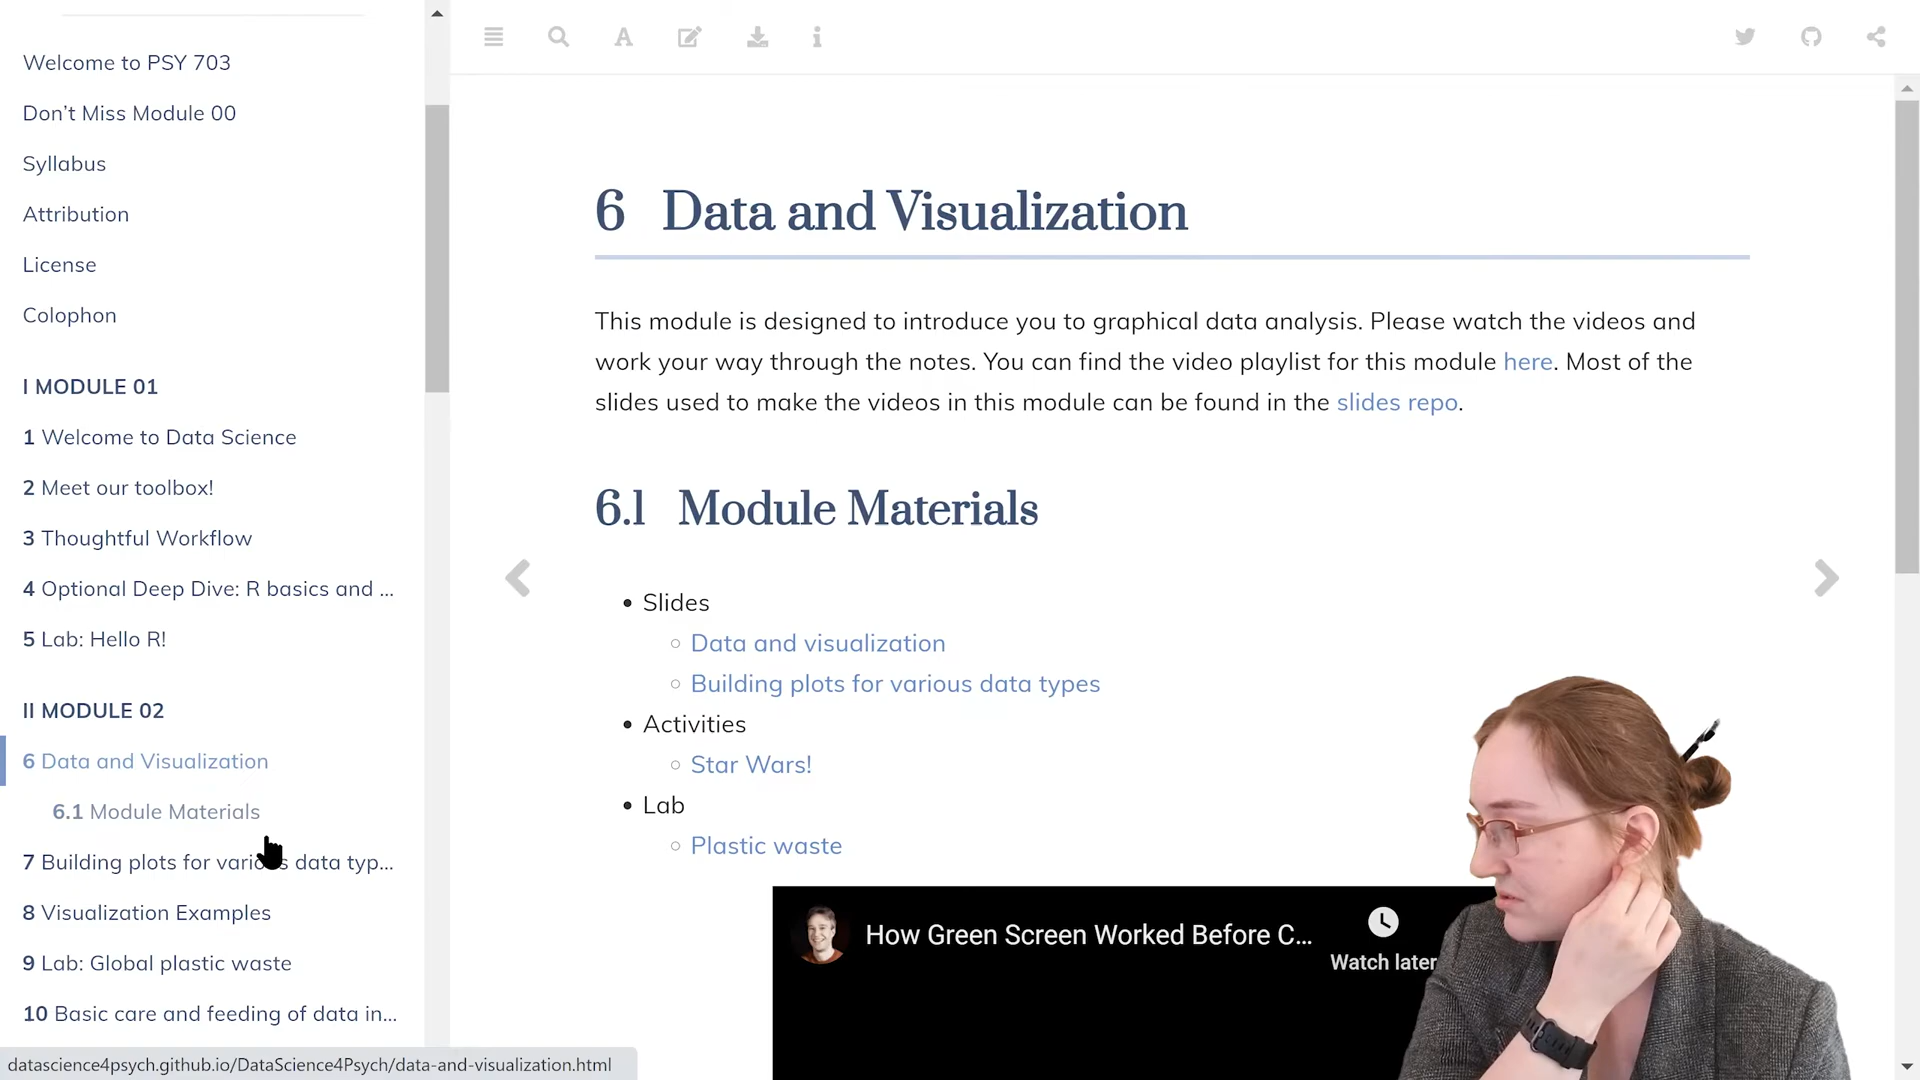 Welcome to PSY 703
Don’t Miss Module 00
Syllabus
Attribution
License
Colophon
I MODULE 01
1 Welcome to Data Science
2 Meet our toolbox!
3 Thoughtful Workflow
4 Optional Deep Dive: R basics and ...
5 Lab: Hello R!
II MODULE 02
6 Data and Visualization
6.1 Module Materials
7 Building plots for various data typ...
8 Visualization Examples
9 Lab: Global plastic waste
10 Basic care and feeding of data in...
datascience4psych.github.io/DataScience4Psych/data-and-visualization.html
6 Data and Visualization
This module is designed to introduce you to graphical data analysis. Please watch the videos and
work your way through the notes. You can find the video playlist for this module here. Most of the
slides used to make the videos in this module can be found in the slides repo.
6.1 Module Materials
Slides
Data and visualization
Building plots for various data types
Activities
Star Wars!
Lab
Plastic waste
How Green Screen Worked Before C...
Watch later